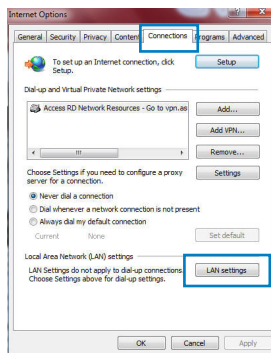 Internet Options
General Security Privacy Content Connections Programs Advanced
To set up an Internet connection, click Setup.
Setup
Dial-up and Virtual Private Network settings
Access RD Network Resources - Go to vpn.as
Add...
Add VPN...
Remove...
Choose Settings if you need to configure a proxy server for a connection.
Settings
Never dial a connection
Dial whenever a network connection is not present
Always dial my default connection
Current None
Set default
Local Area Network (LAN) settings
LAN Settings do not apply to dial-up connections. Choose Settings above for dial-up settings.
LAN settings
OK Cancel Apply